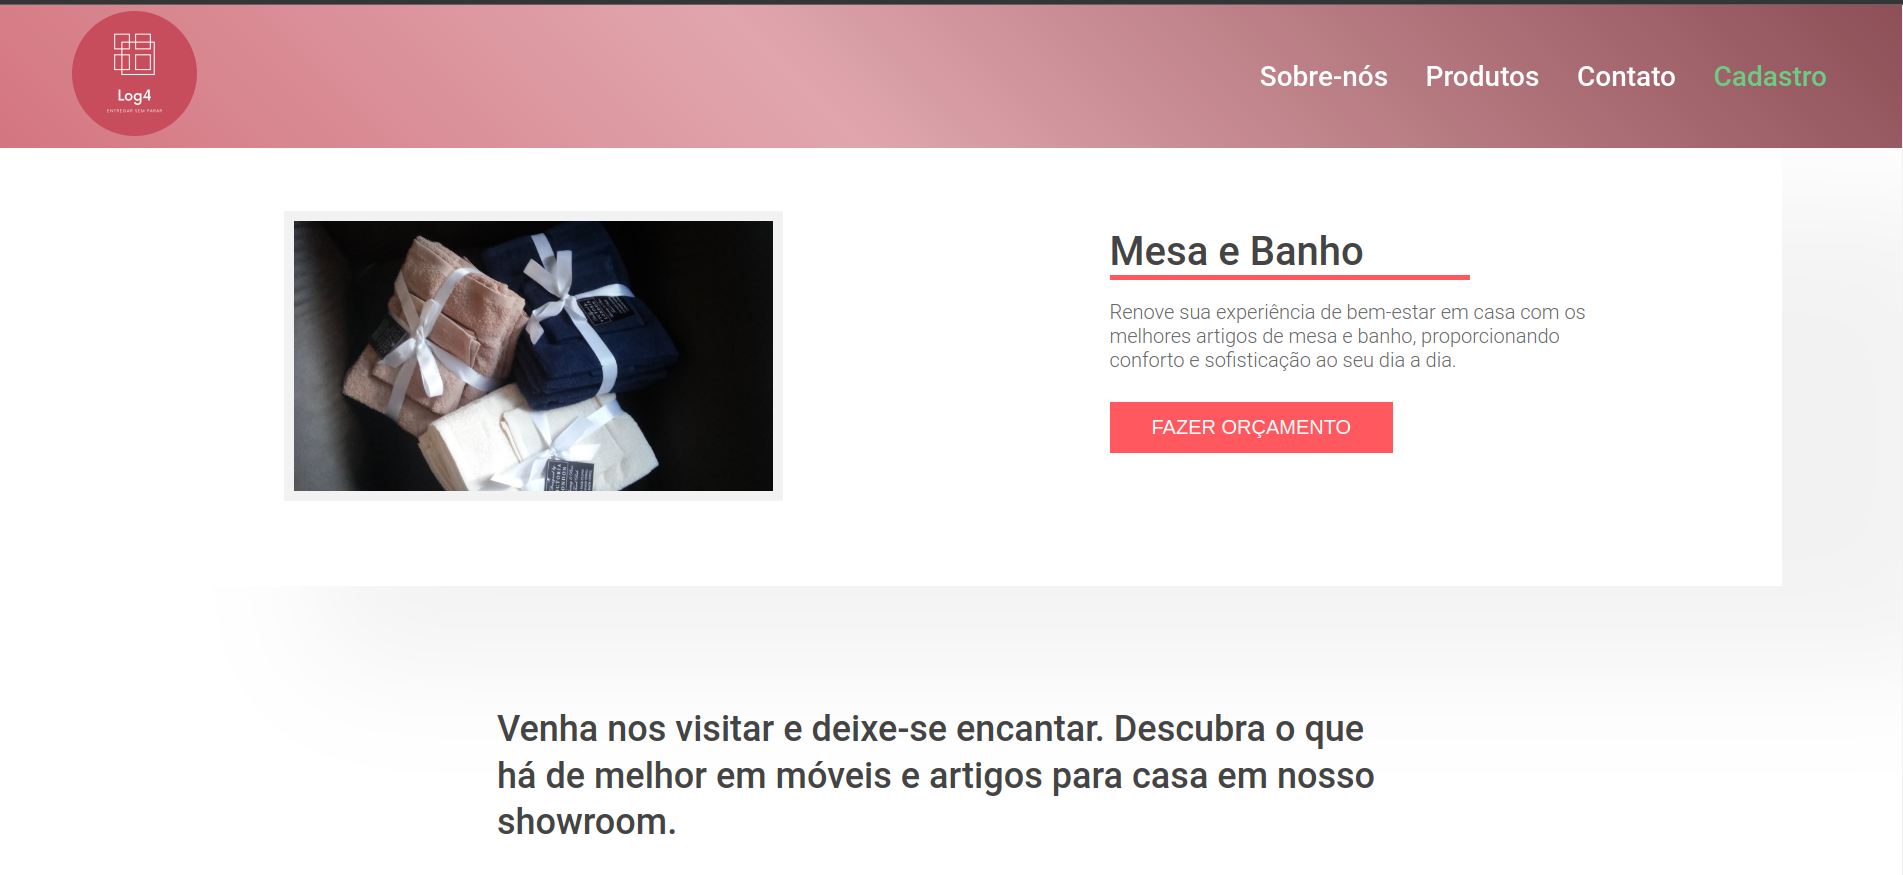 Log4
ENTREGAR SEM PARAR
Sobre-nós
Produtos
Contato
Cadastro
Mesa e Banho
Renove sua experiência de bem-estar em casa com os
melhores artigos de mesa e banho, proporcionando
conforto e sofisticação ao seu dia a dia.
FAZER ORÇAMENTO
Venha nos visitar e deixe-se encantar. Descubra o que
há de melhor em móveis e artigos para casa em nosso
showroom.